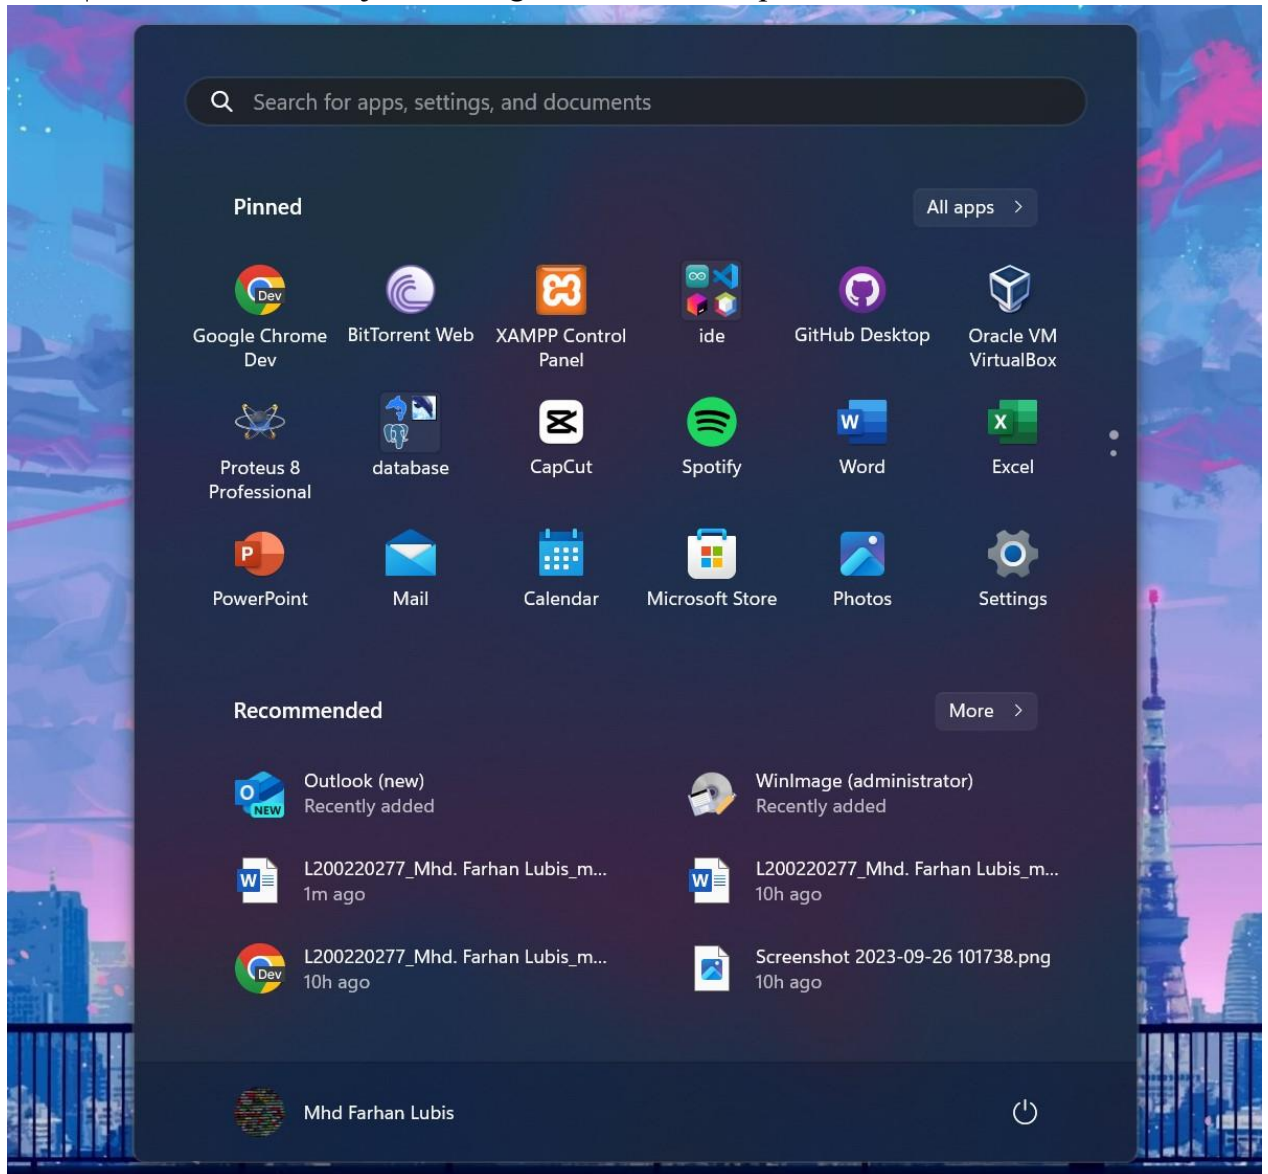 Search for apps, settings, and documents
Pinned
All apps
Dev
Google Chrome
Dev
BitTorrent Web
XAMPP Control
Panel
ide
GitHub Desktop
Oracle VM
VirtualBox
Proteus 8
Professional
database
CapCut
Spotify
W
Word
X
Excel
P
PowerPoint
Mail
Calendar
Microsoft Store
Photos
Settings
Recommended
More
O
NEW
Outlook (new)
Recently added
WinImage (administrator)
Recently added
W
L200220277_Mhd. Farhan Lubis_m...
1m ago
W
L200220277_Mhd. Farhan Lubis_m...
10h ago
Dev
L200220277_Mhd. Farhan Lubis_m...
10h ago
Screenshot 2023-09-26 101738.png
10h ago
Mhd Farhan Lubis